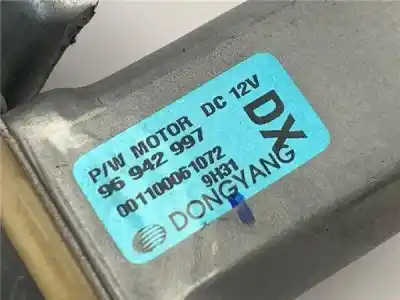 P/W MOTOR DC 12V
96 942 997
DX
001100061072
9H31
DONGYANG